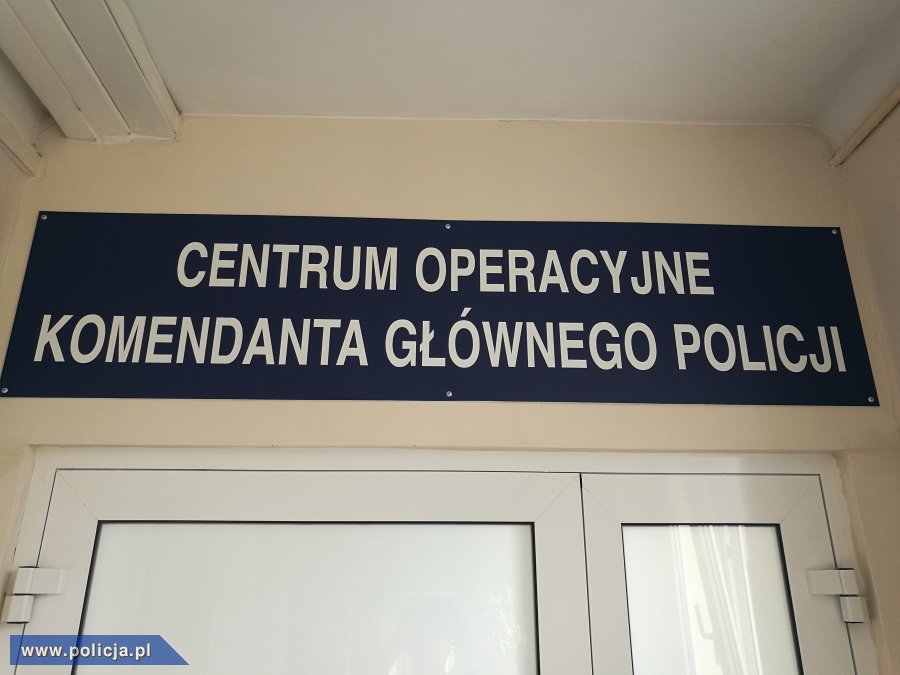 CENTRUM OPERACYJNE
KOMENDANTA GŁÓWNEGO POLICJI
www.policja.pl